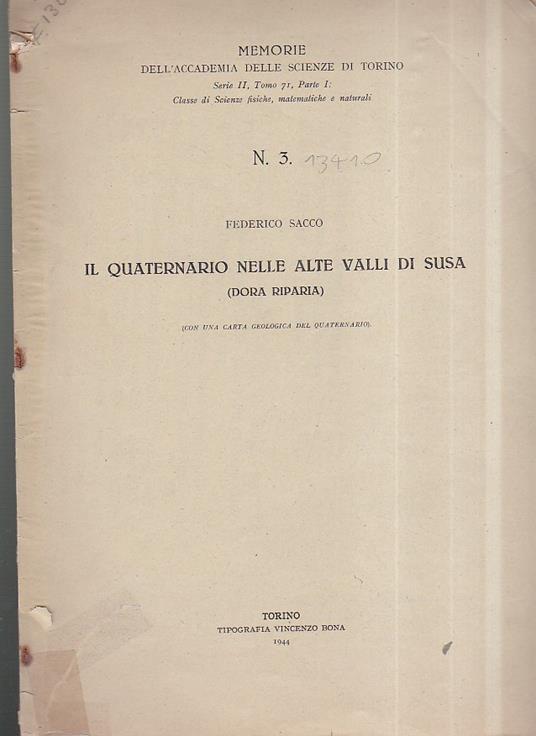 MEMORIE
DELL'ACCADEMIA DELLE SCIENZE DI TORINO
Serie II, Tomo 71, Parte I:
Classe di Scienze fisiche, matematiche e naturali
N. 3. 13410
FEDERICO SACCO
IL QUATERNARIO NELLE ALTE VALLI DI SUSA
(DORA RIPARIA)
(CON UNA CARTA GEOLOGICA DEL QUATERNARIO).
TORINO
TIPOGRAFIA VINCENZO BONA
1944